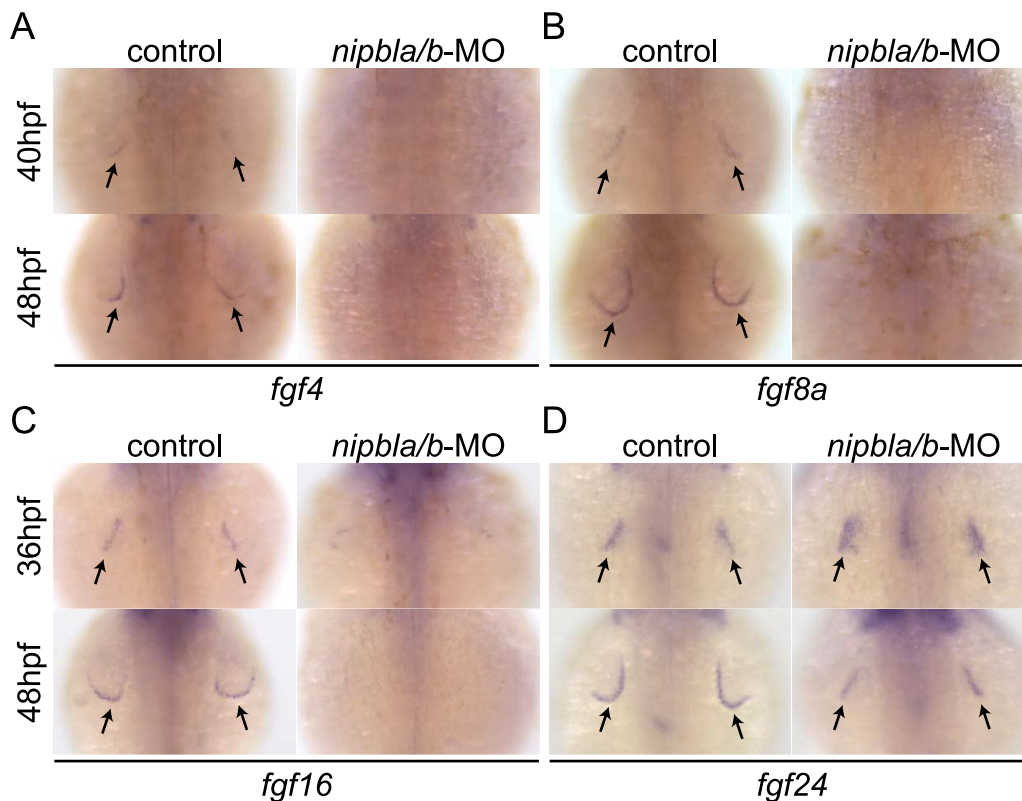 A
control
nipbla/b-MO
B
control
nipbla/b-MO
40hpf
48hpf
fgf4
fgf8a
C
control
nipbla/b-MO
D
control
nipbla/b-MO
36hpf
48hpf
fgf16
fgf24